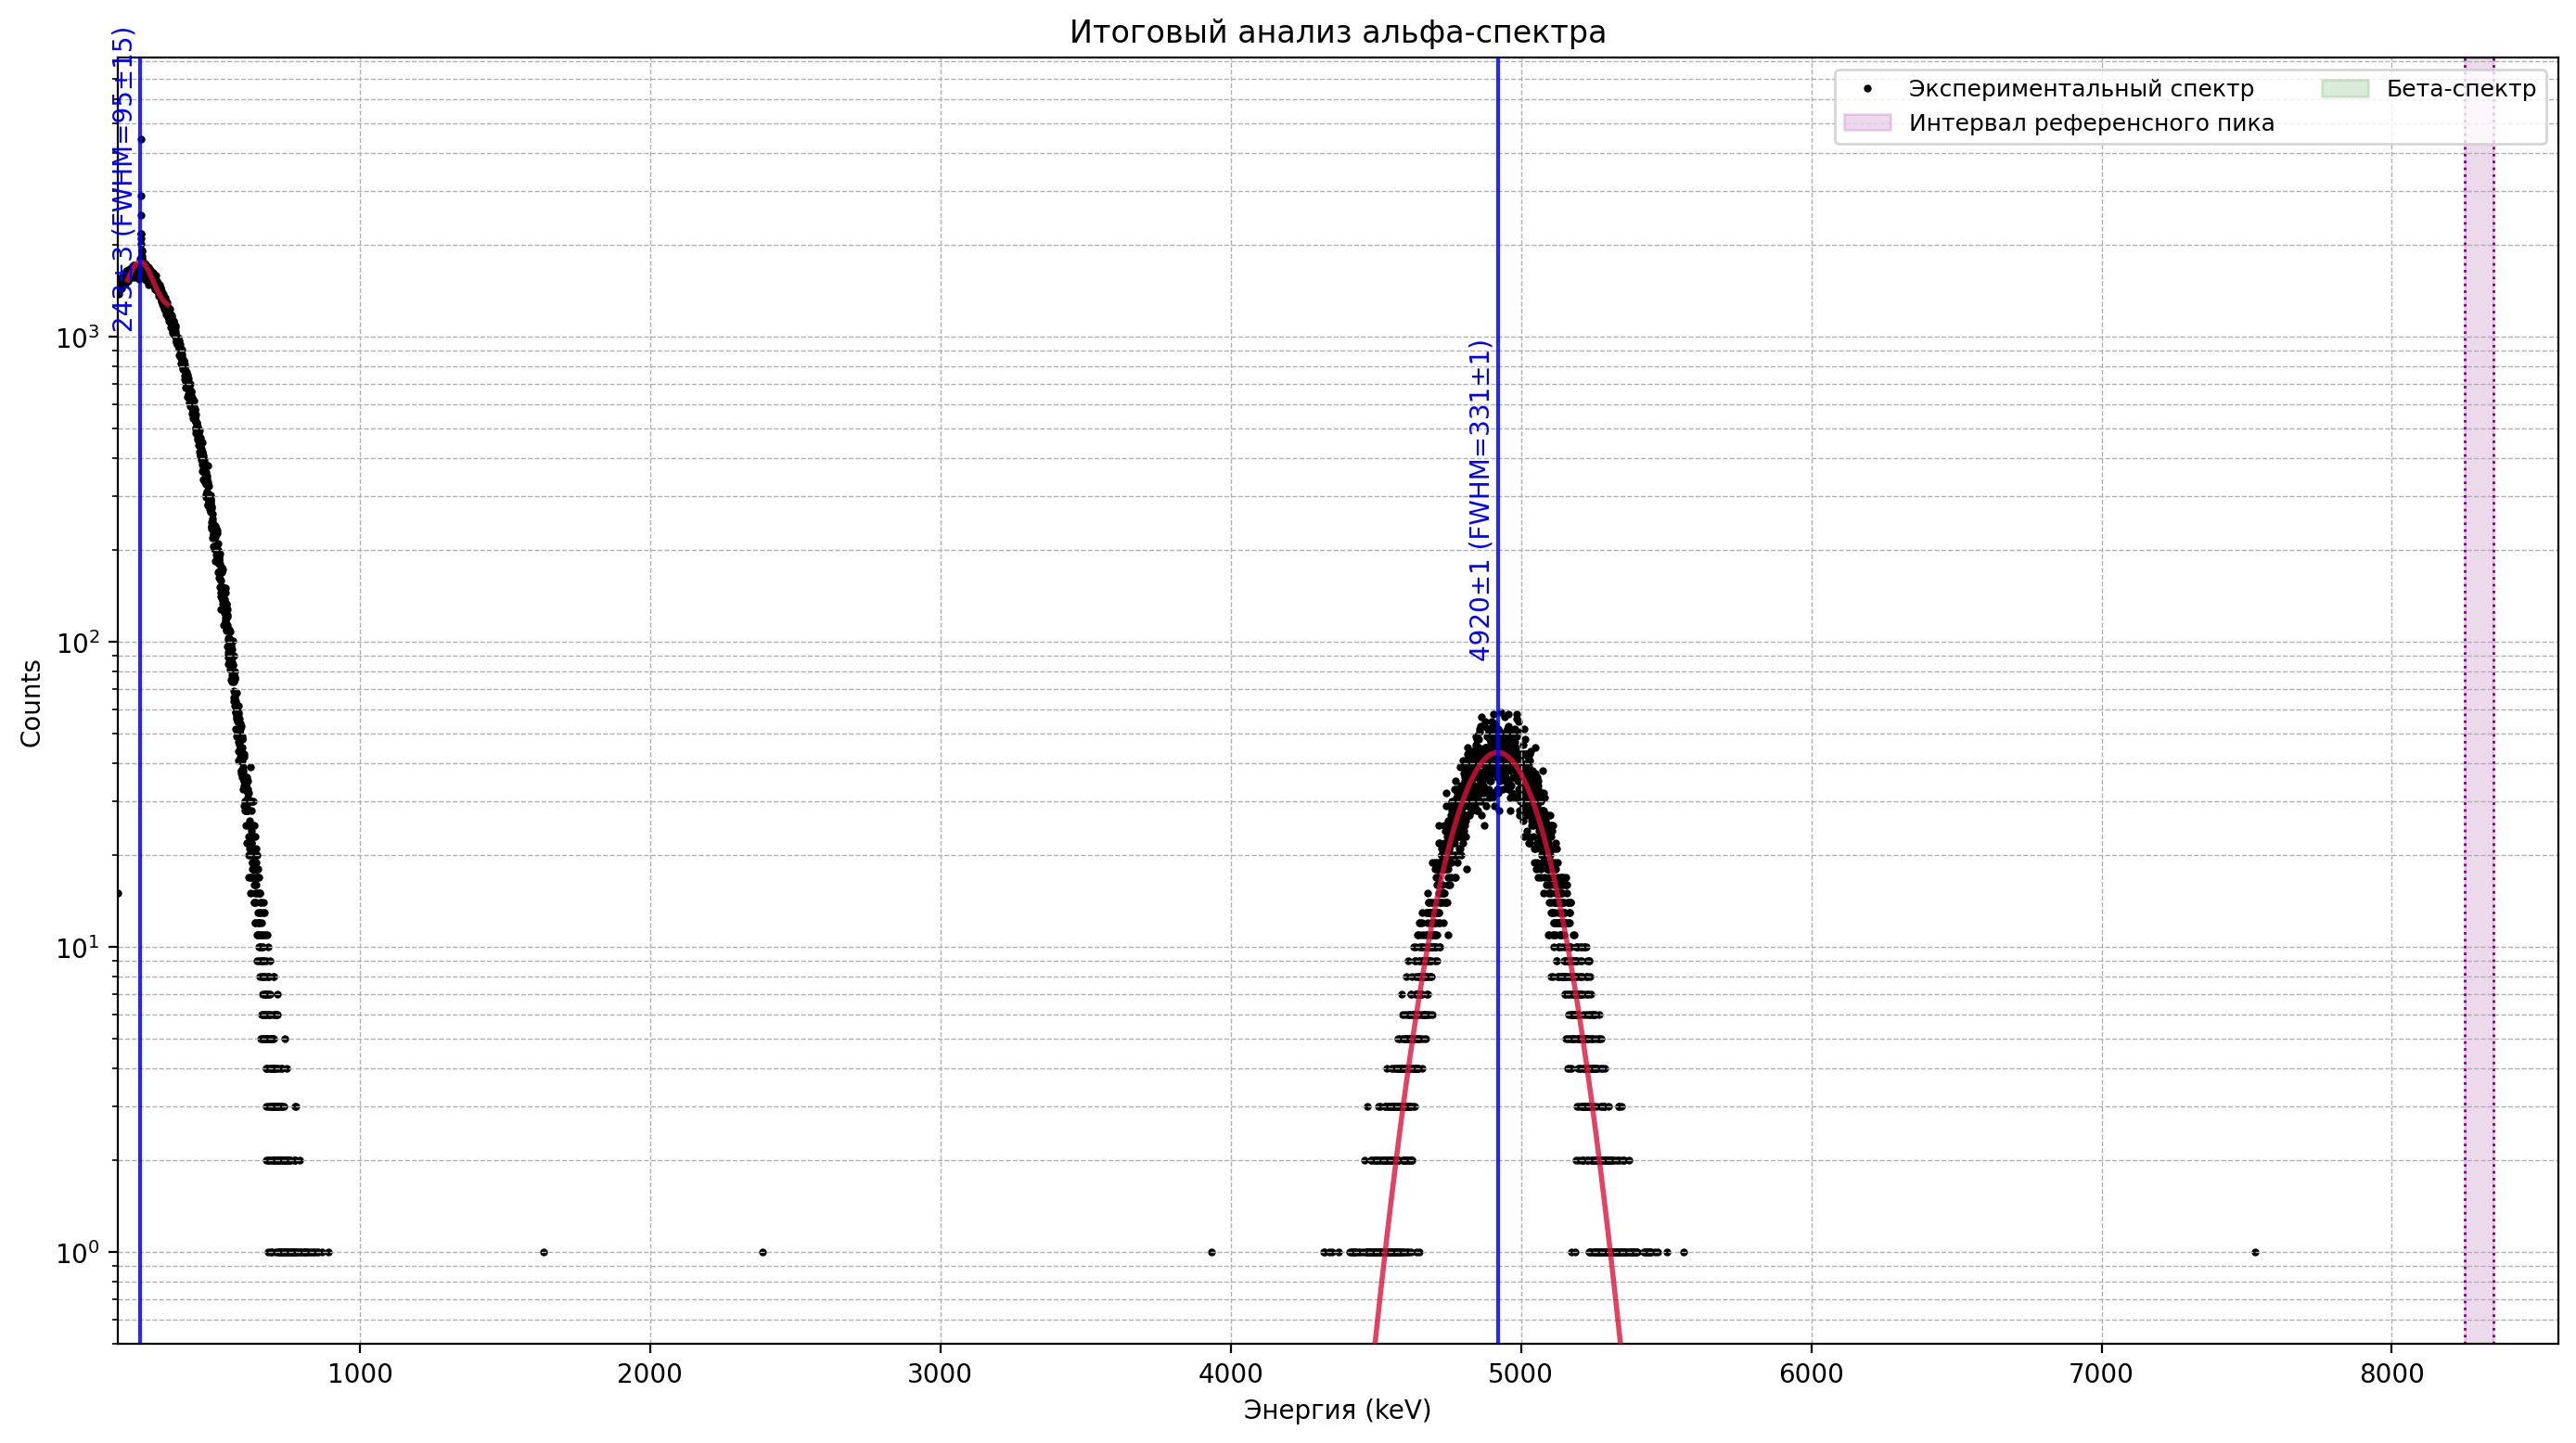 Итоговый анализ альфа-спектра
Экспериментальный спектр
Интервал референсного пика
Бета-спектр
243±3 (FWHM=95±15)
4920±1 (FWHM=331±1)
Counts
10³
10²
10¹
10⁰
1000 2000 3000 4000 5000 6000 7000 8000
Энергия (keV)